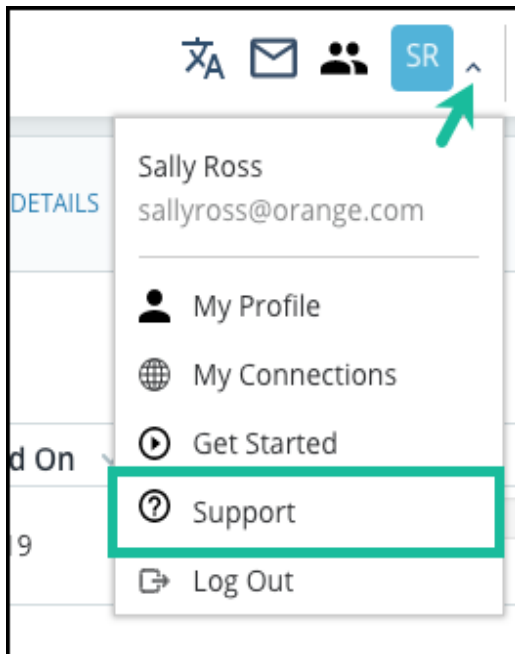 SR
Sally Ross
DETAILS
sallyross@orange.com
My Profile
My Connections
Get Started
d On
Support
19
Log Out